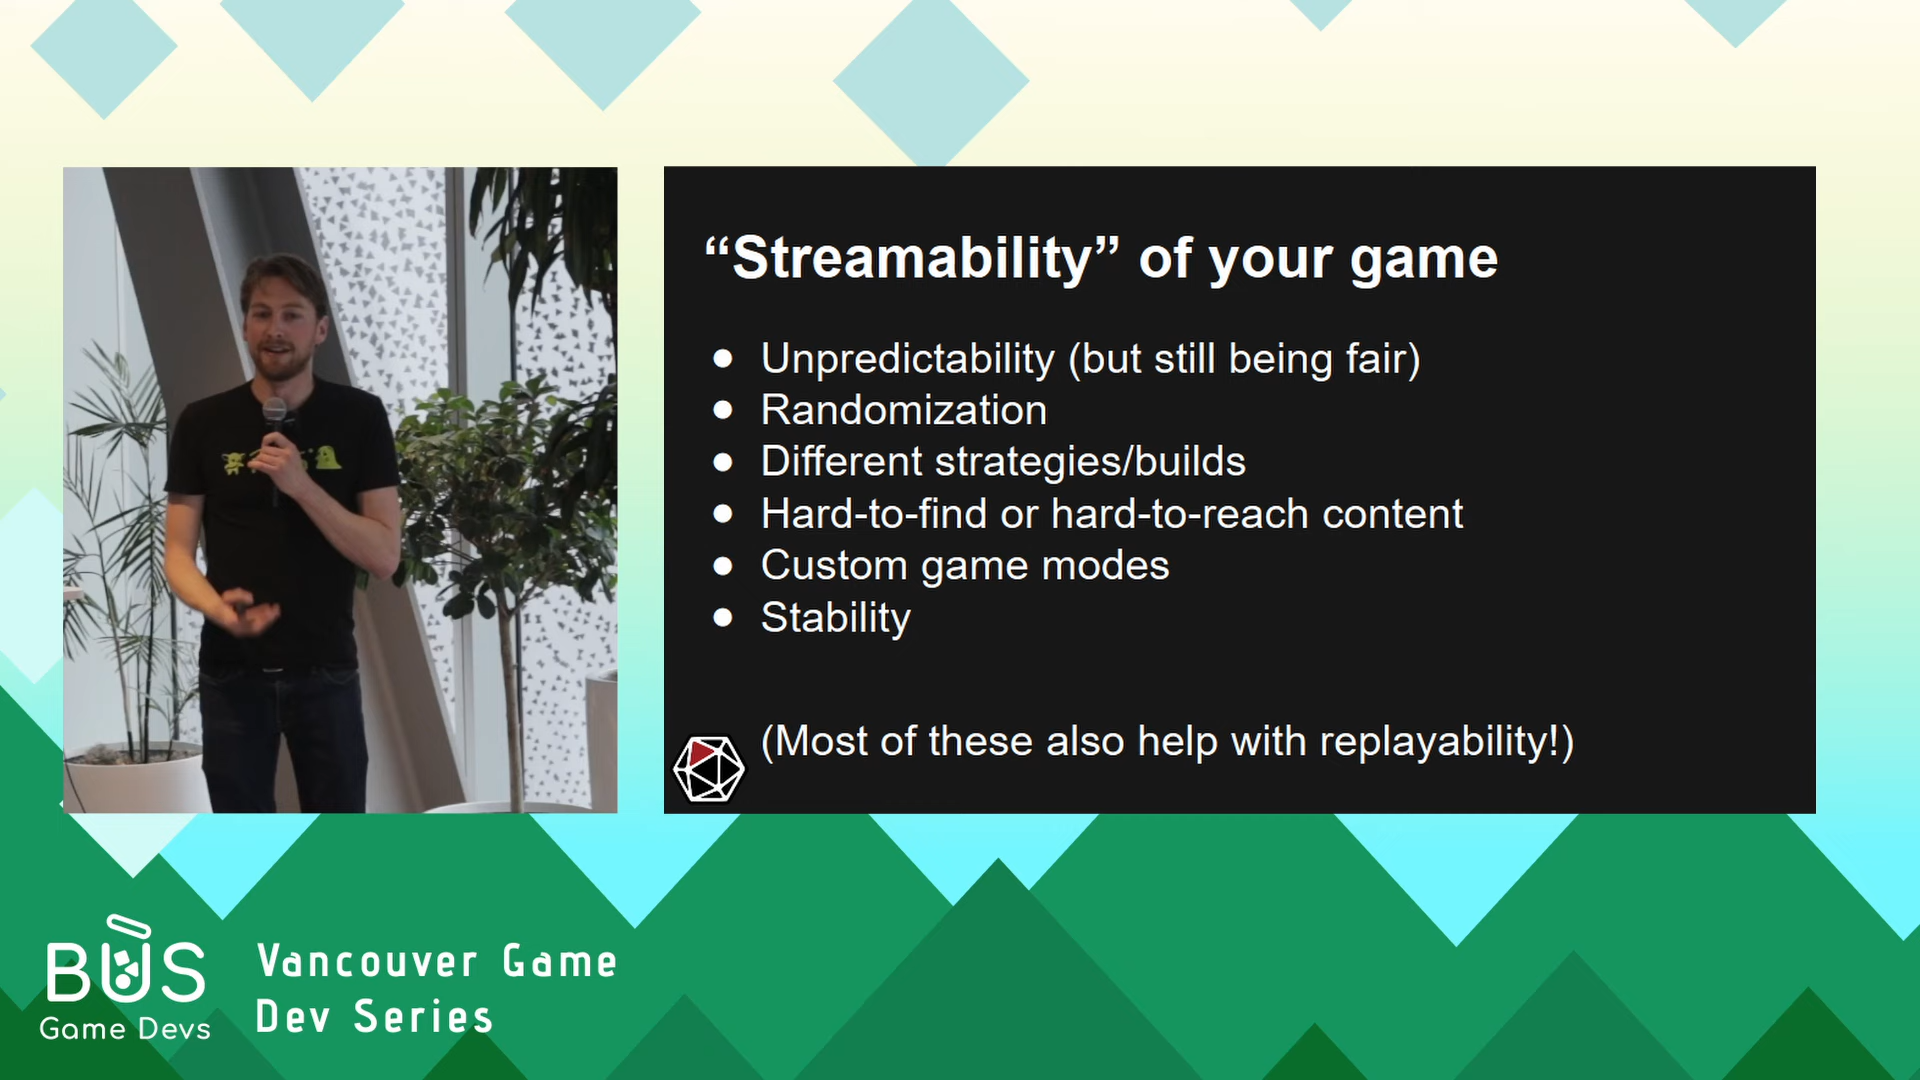 “Streamability” of your game
● Unpredictability (but still being fair)
● Randomization
● Different strategies/builds
● Hard-to-find or hard-to-reach content
● Custom game modes
● Stability
(Most of these also help with replayability!)
BUS
Game Devs
Vancouver Game
Dev Series